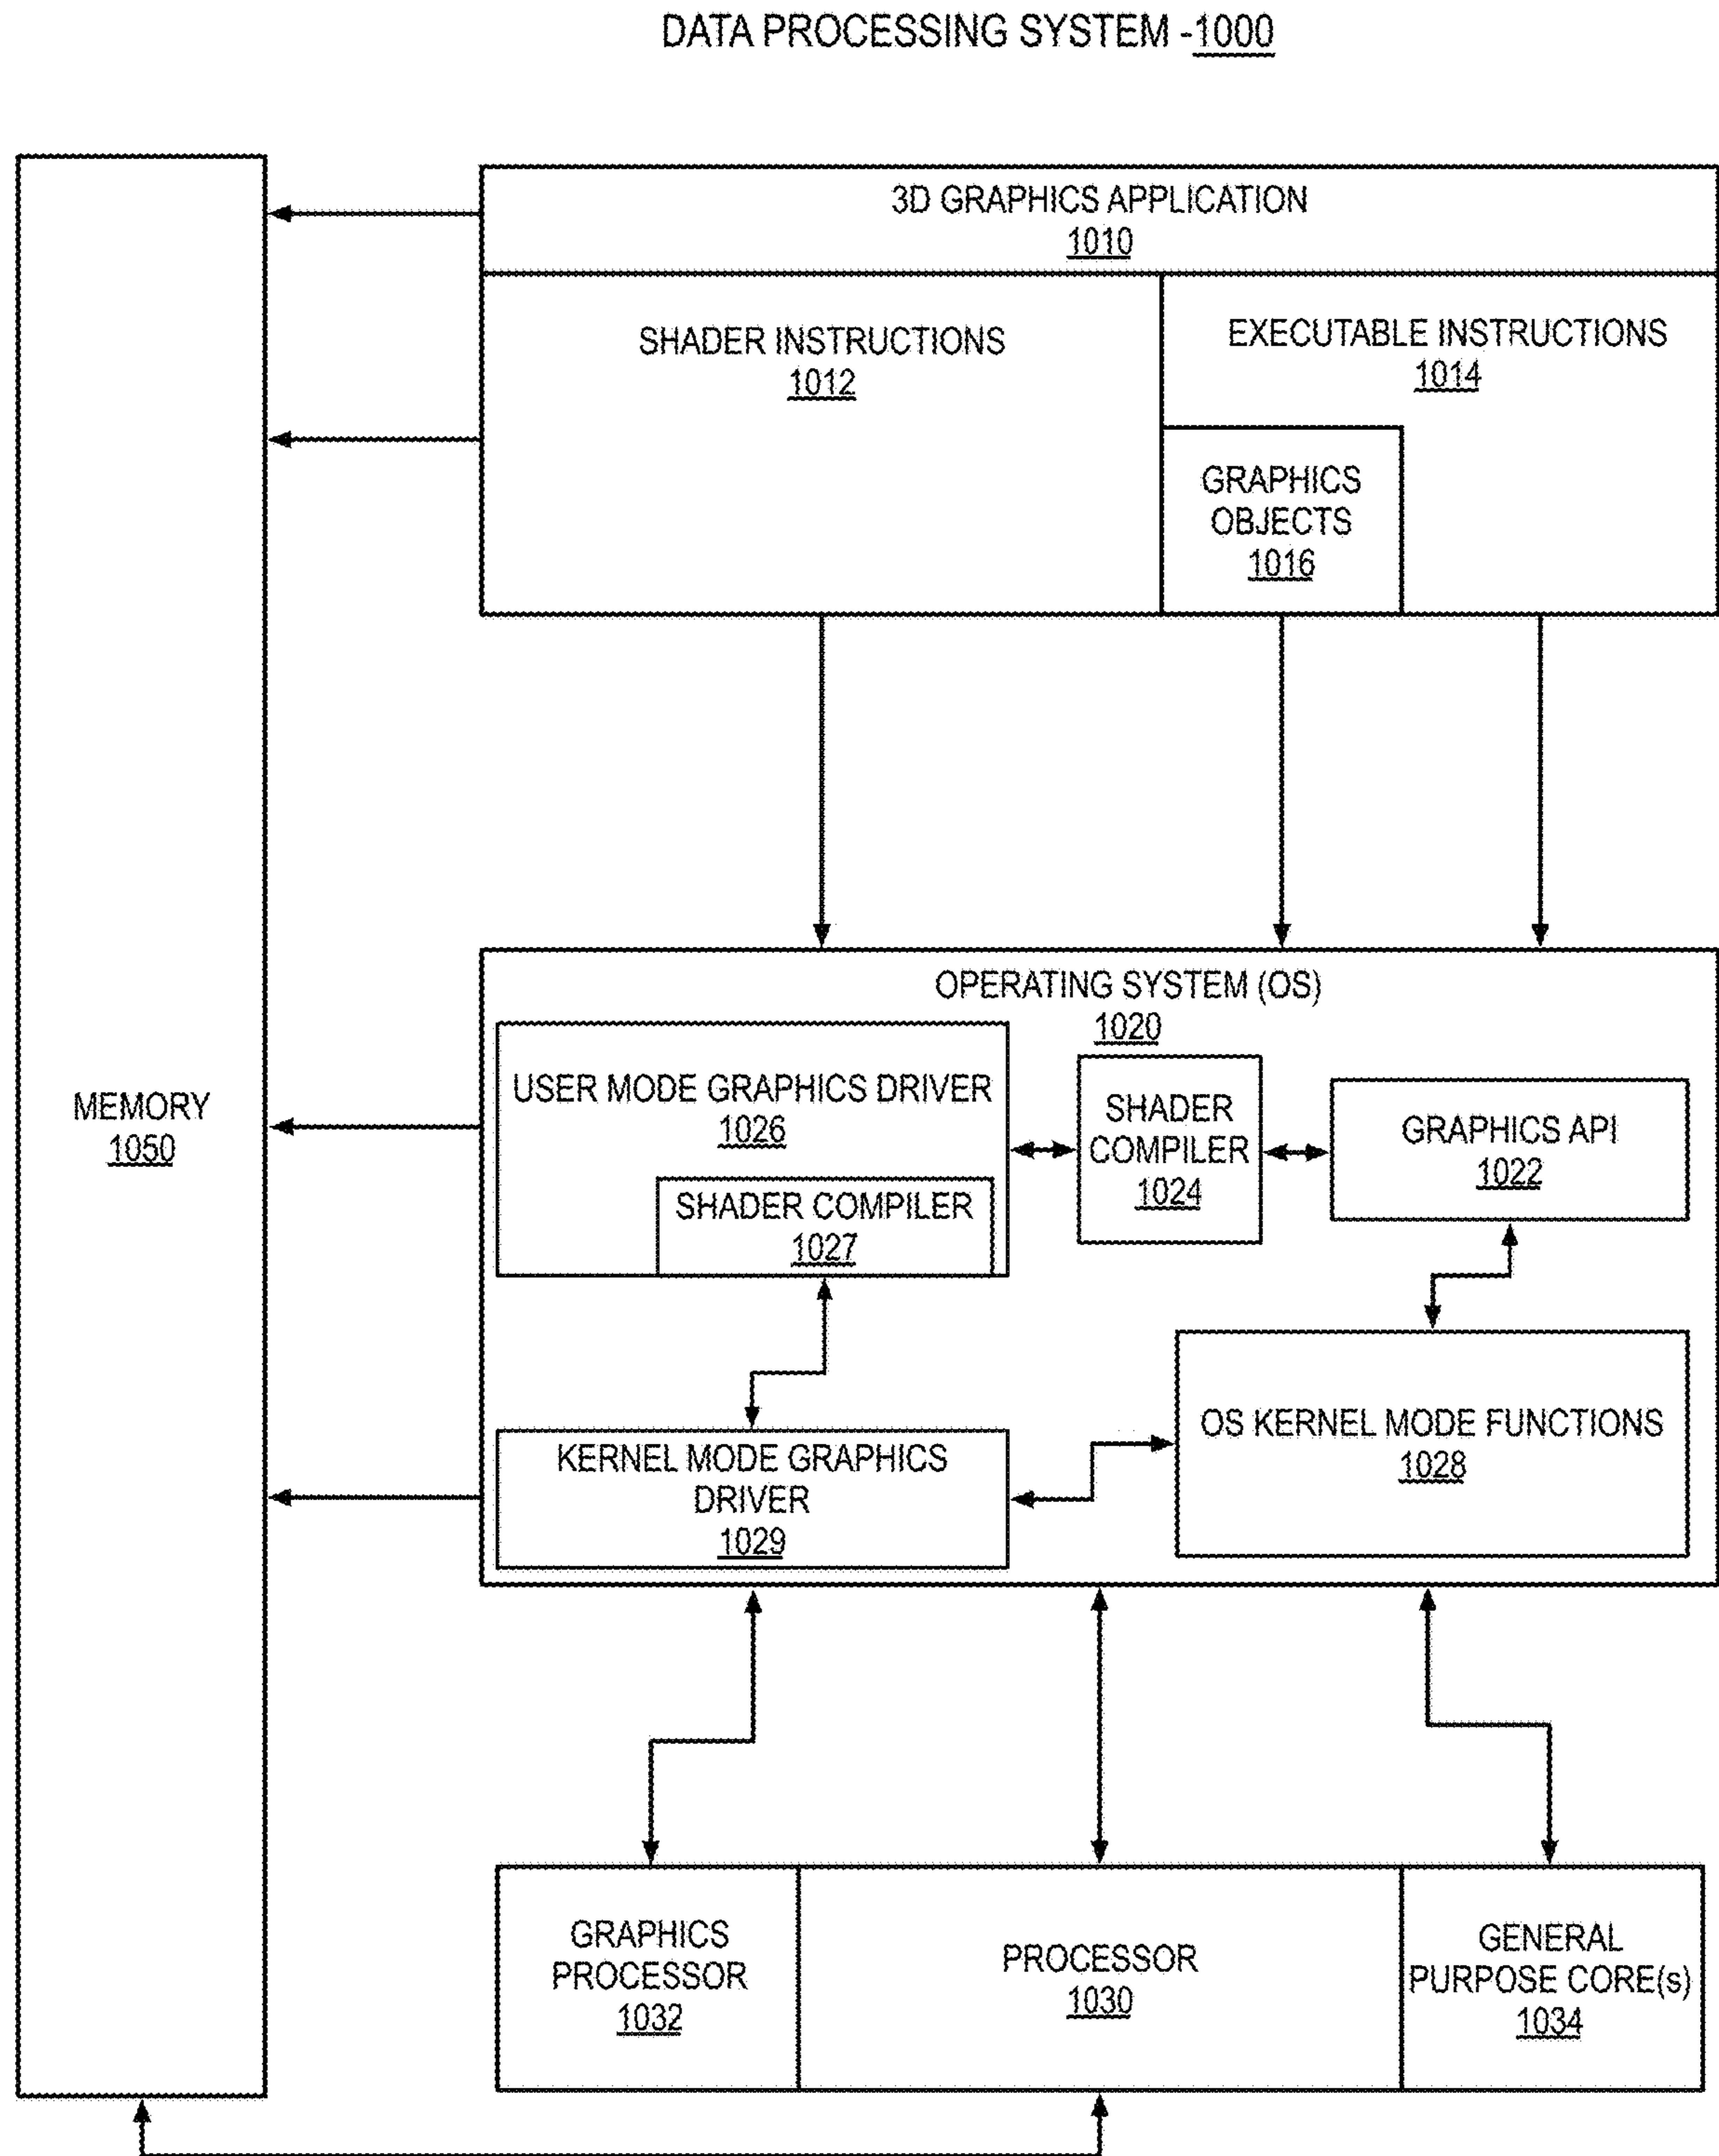 DATA PROCESSING SYSTEM -1000
3D GRAPHICS APPLICATION
1010
SHADER INSTRUCTIONS
1012
EXECUTABLE INSTRUCTIONS
1014
GRAPHICS
OBJECTS
1016
MEMORY
1050
OPERATING SYSTEM (OS)
1020
USER MODE GRAPHICS DRIVER
1026
SHADER COMPILER
1027
SHADER
COMPILER
1024
GRAPHICS API
1022
KERNEL MODE GRAPHICS
DRIVER
1029
OS KERNEL MODE FUNCTIONS
1028
GRAPHICS
PROCESSOR
1032
PROCESSOR
1030
GENERAL
PURPOSE CORE(s)
1034